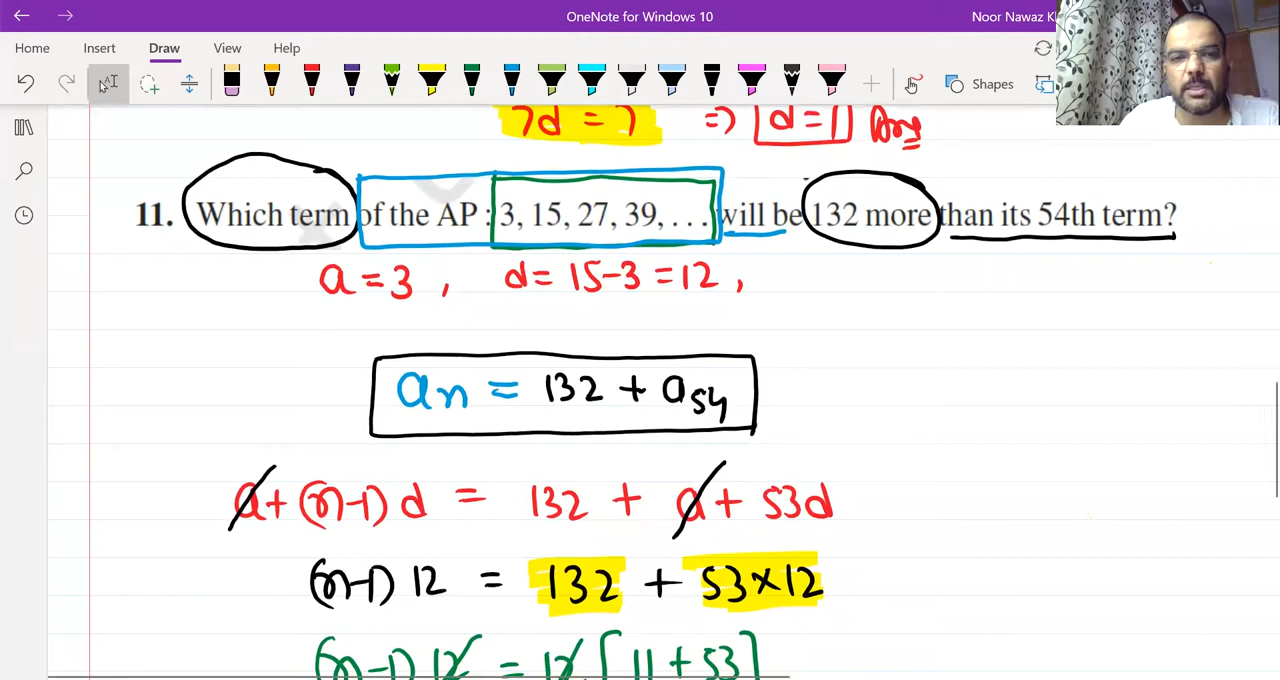 OneNote for Windows 10
Noor Nawaz K
Home Insert Draw View Help
Shapes
7d = 7 ⇒ d = 1 Ans
11. Which term of the AP : 3, 15, 27, 39, . . . will be 132 more than its 54th term?
a = 3 , d = 15-3 = 12 ,
an = 132 + a54
a + (n-1) d = 132 + a + 53d
(n-1) 12 = 132 + 53×12
(n-1) 12 = 12 [ 11 + 53 ]